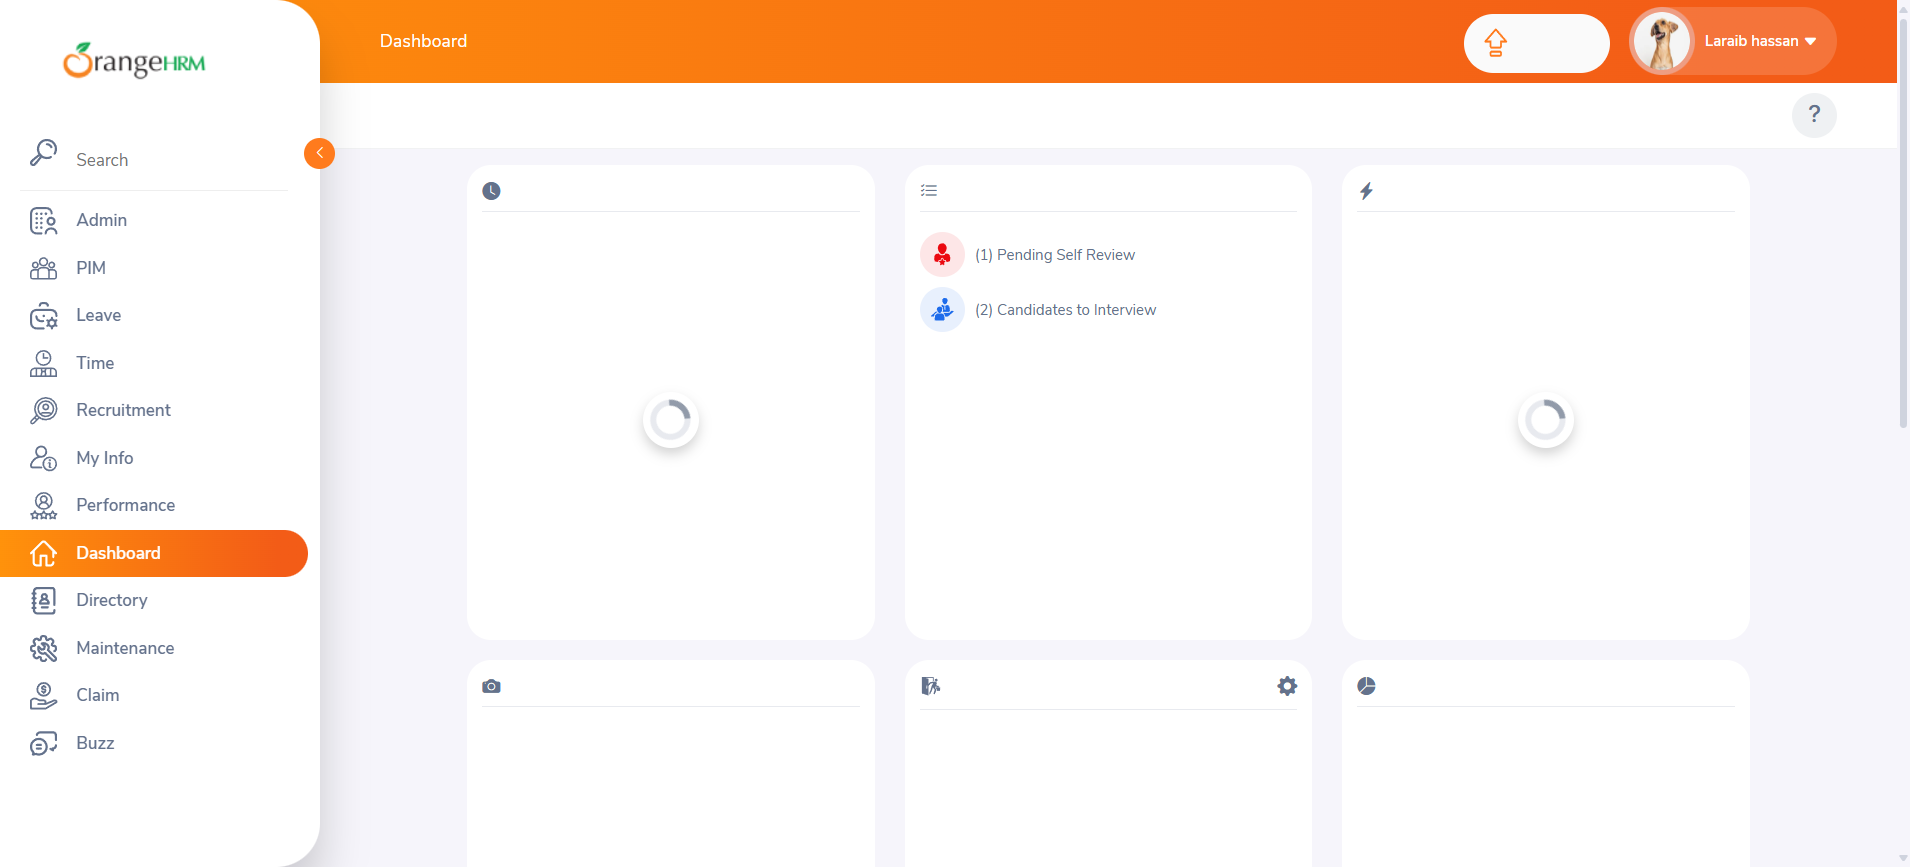 OrangeHRM
Dashboard
Laraib hassan
?
Search
Admin
PIM
Leave
Time
Recruitment
My Info
Performance
Dashboard
Directory
Maintenance
Claim
Buzz
(1) Pending Self Review
(2) Candidates to Interview